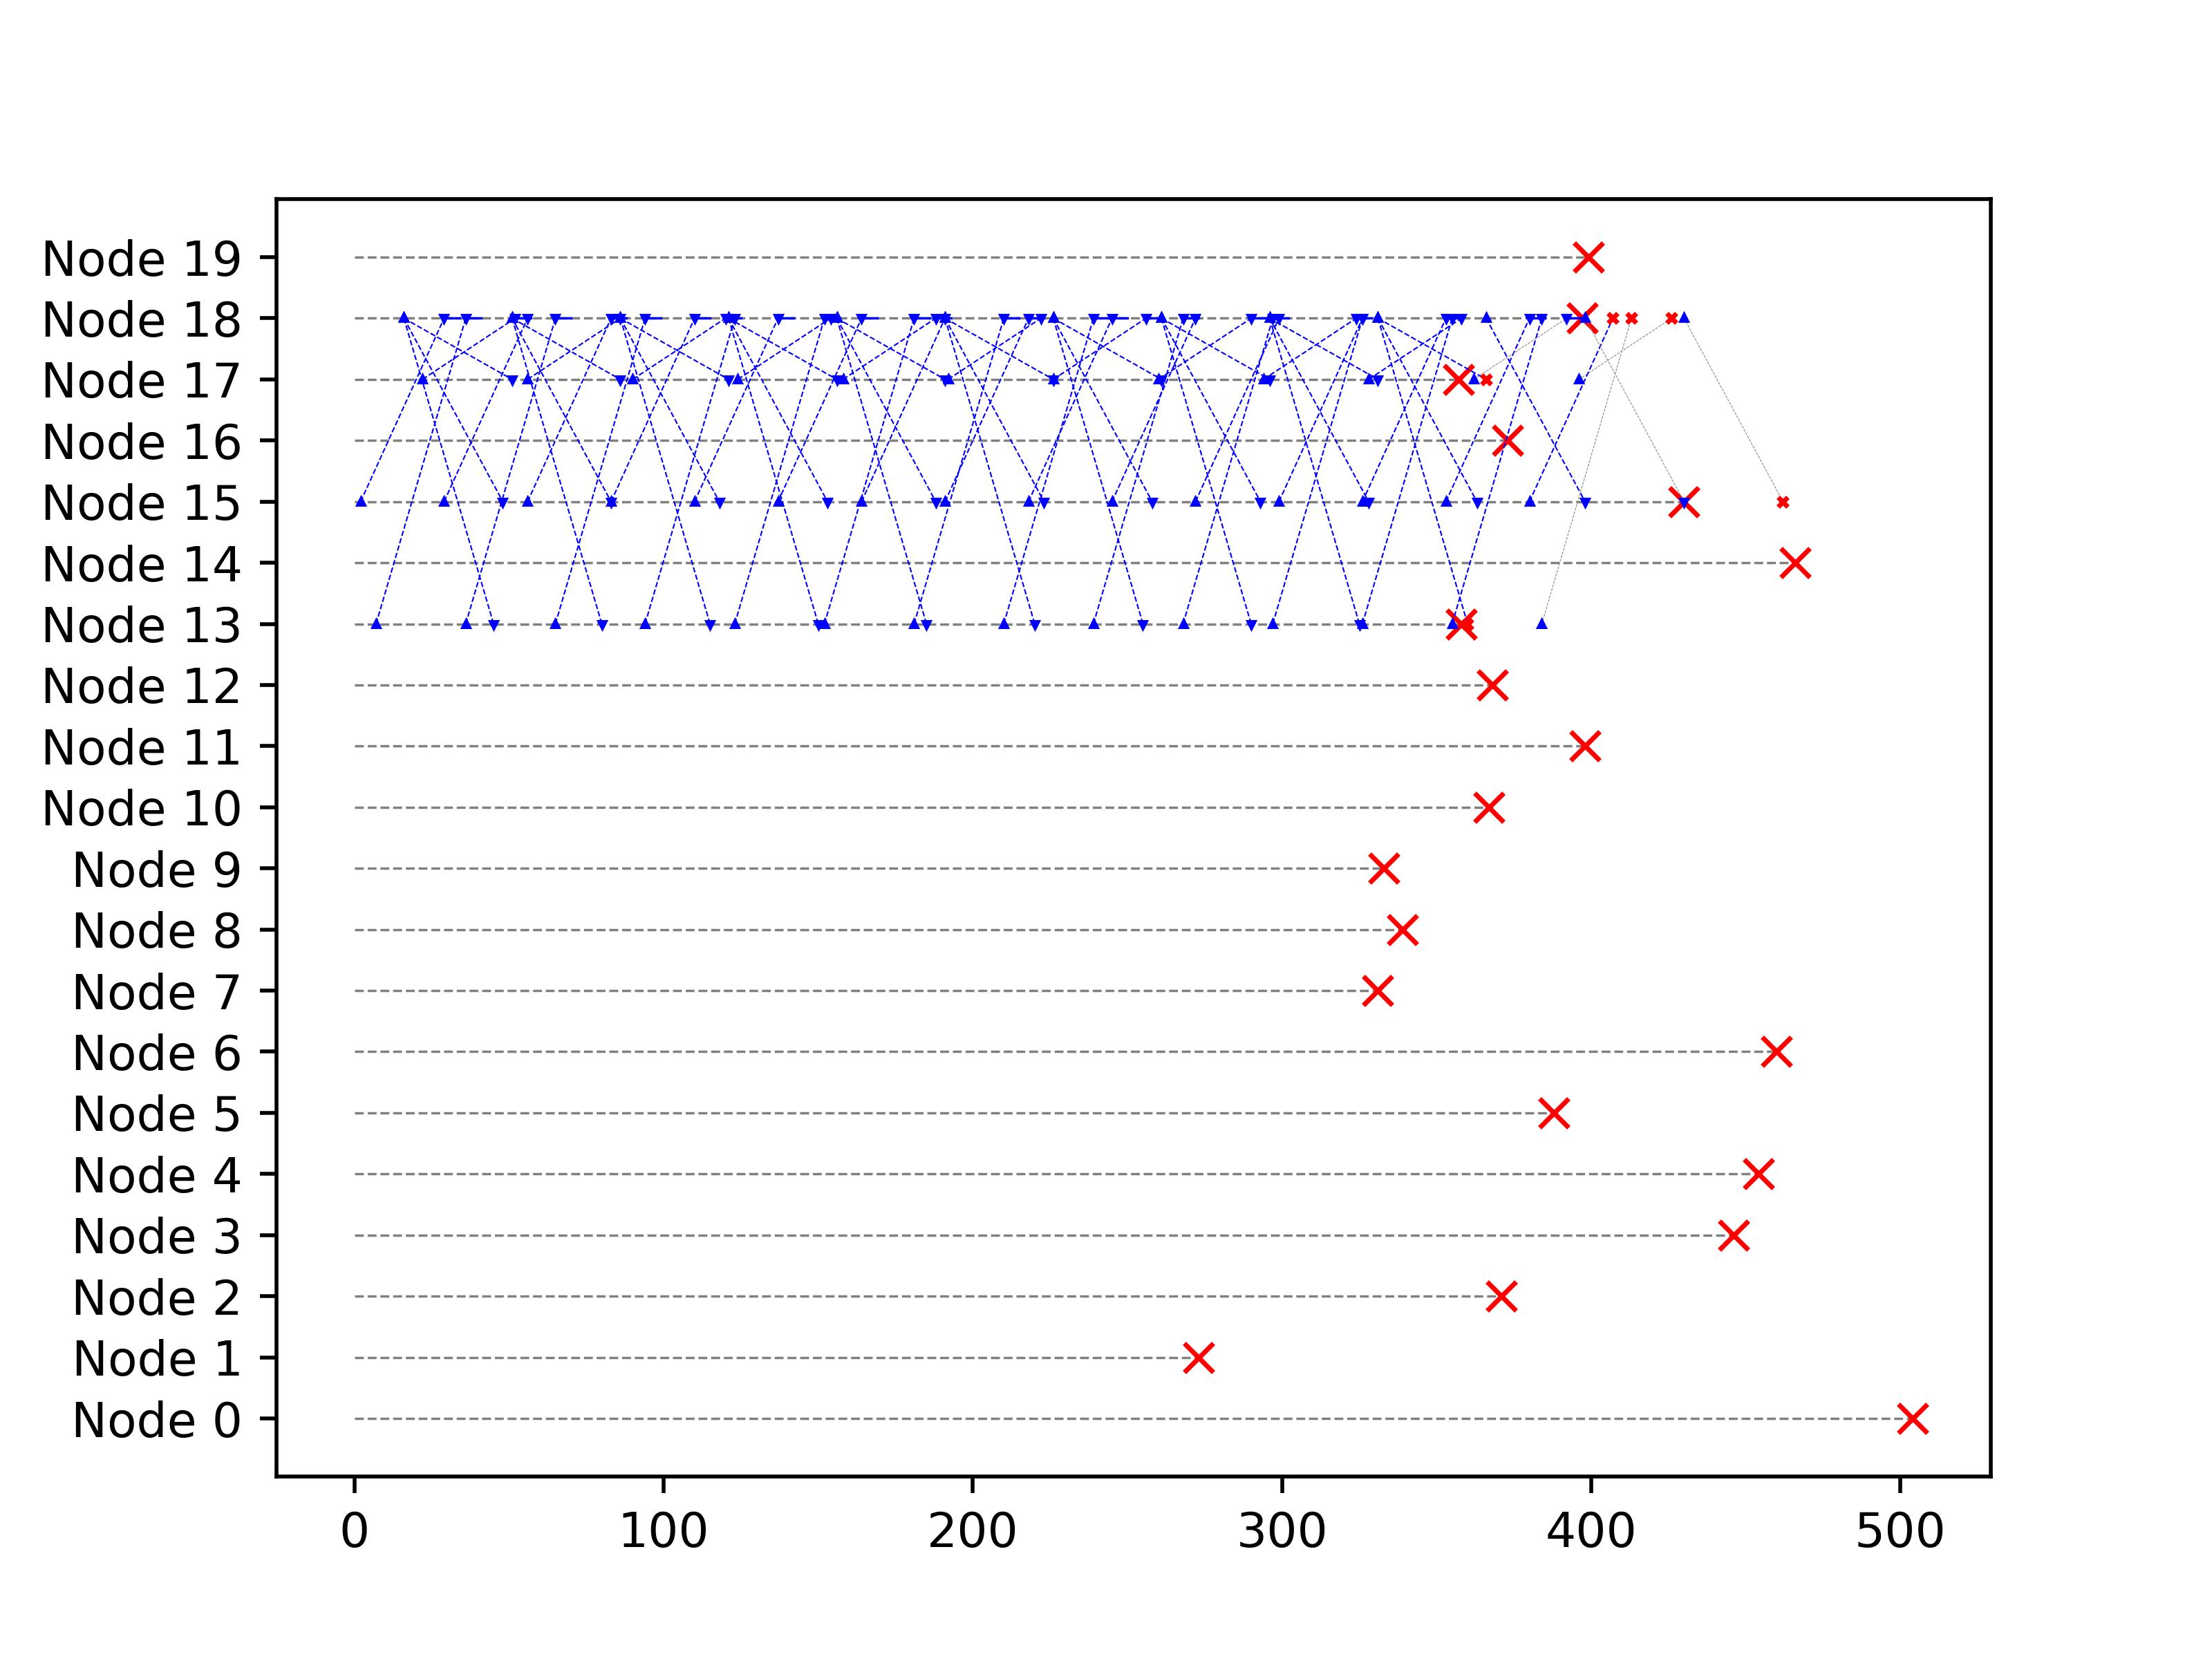 Node 19
Node 18
Node 17
Node 16
Node 15
Node 14
Node 13
Node 12
Node 11
Node 10
Node 9
Node 8
Node 7
Node 6
Node 5
Node 4
Node 3
Node 2
Node 1
Node 0
0 100 200 300 400 500